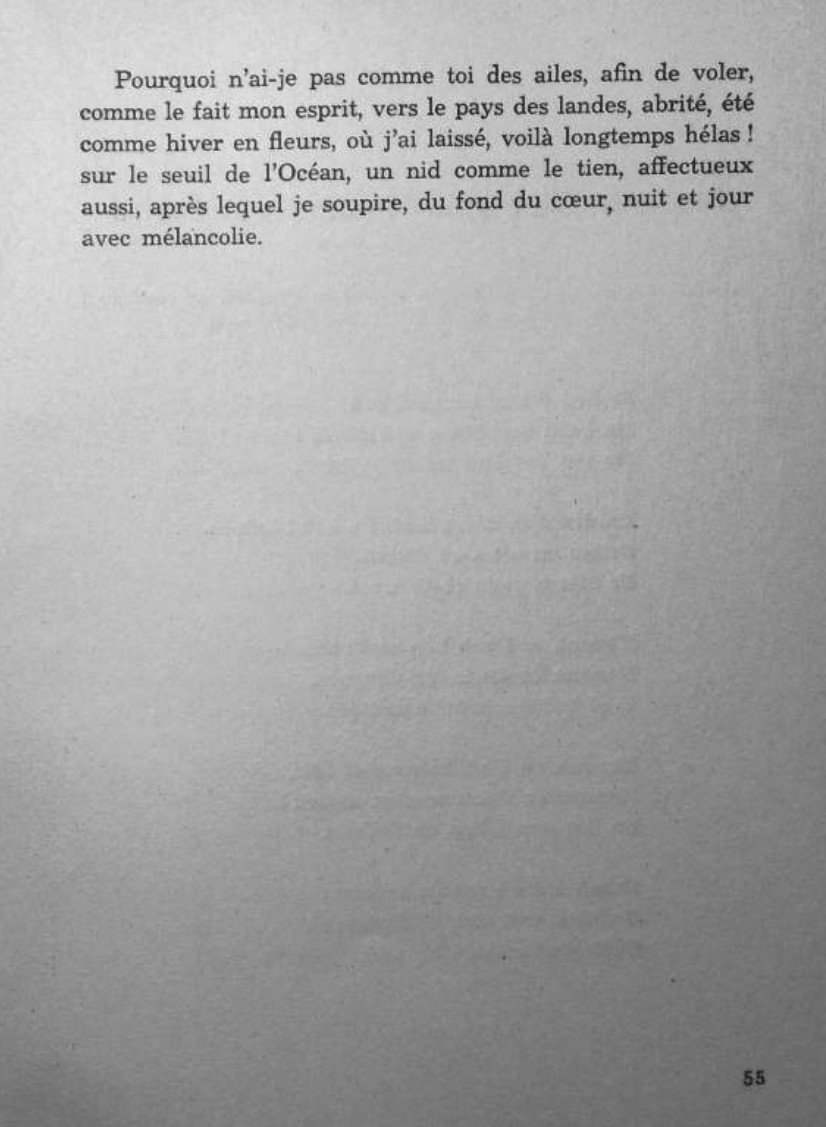 Pourquoi n'ai-je pas comme toi des ailes, afin de voler,
comme le fait mon esprit, vers le pays des landes, abrité, été
comme hiver en fleurs, où j'ai laissé, voilà longtemps hélas !
sur le seuil de l'Océan, un nid comme le tien, affectueux
aussi, après lequel je soupire, du fond du cœur, nuit et jour
avec mélancolie.
55